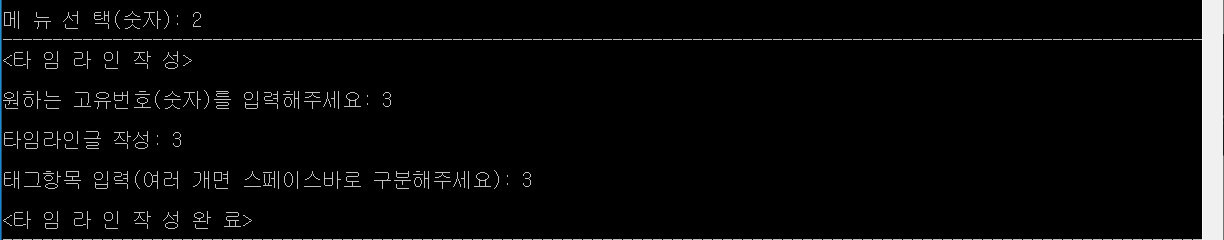 메 뉴 선 택(숫자): 2
<타 임 라 인 작 성>
원하는 고유번호(숫자)를 입력해주세요: 3
타임라인글 작성: 3
태그항목 입력(여러 개면 스페이스바로 구분해주세요): 3
<타 임 라 인 작 성 완 료>